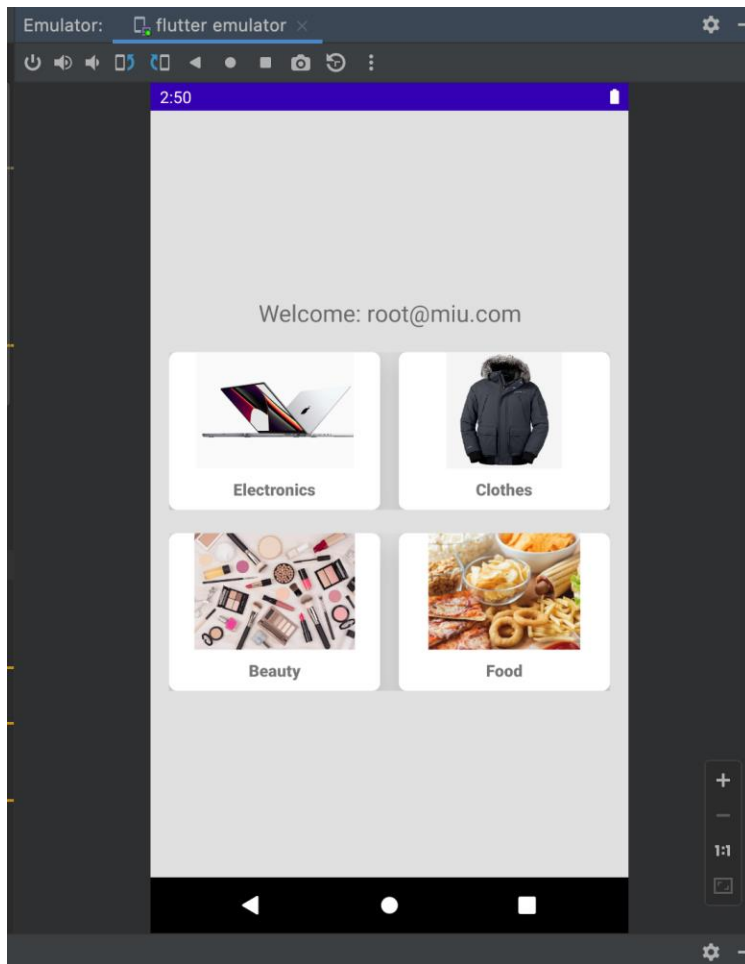 Emulator: flutter emulator
2:50
Welcome: root@miu.com
Electronics Clothes
Beauty Food
1:1